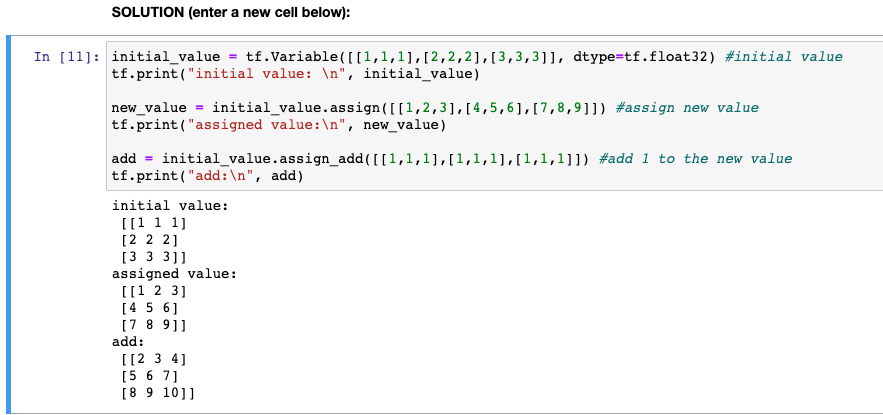 SOLUTION (enter a new cell below):
In [11]: initial_value = tf.Variable([[1,1,1],[2,2,2],[3,3,3]], dtype=tf.float32) #initial value
tf.print("initial value: \n", initial_value)
new_value = initial_value.assign([[1,2,3],[4,5,6],[7,8,9]]) #assign new value
tf.print("assigned value:\n", new_value)
add = initial_value.assign_add([[1,1,1],[1,1,1],[1,1,1]]) #add 1 to the new value
tf.print("add:\n", add)
initial value:
[[1 1 1]
[2 2 2]
[3 3 3]]
assigned value:
[[1 2 3]
[4 5 6]
[7 8 9]]
add:
[[2 3 4]
[5 6 7]
[8 9 10]]